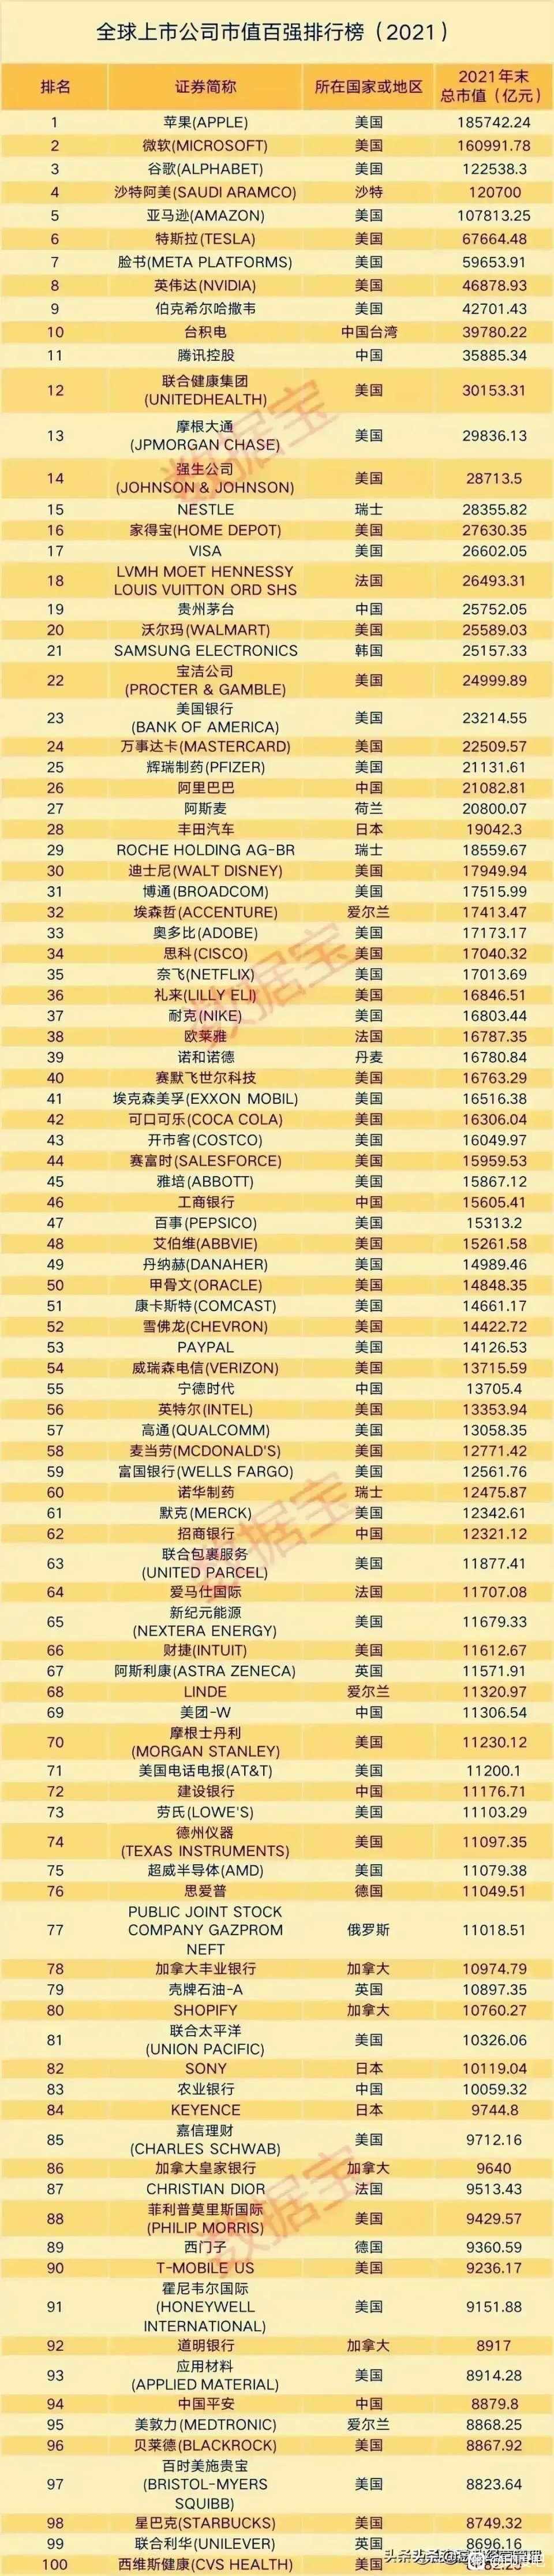 全球上市公司市值百强排行榜（2021）
排名 证券简称 所在国家或地区 2021年末
总市值（亿元）
1 苹果(APPLE) 美国 185742.24
2 微软(MICROSOFT) 美国 160991.78
3 谷歌(ALPHABET) 美国 122538.3
4 沙特阿美(SAUDI ARAMCO) 沙特 120700
5 亚马逊(AMAZON) 美国 107813.25
6 特斯拉(TESLA) 美国 67664.48
7 脸书(META PLATFORMS) 美国 59653.91
8 英伟达(NVIDIA) 美国 46878.93
9 伯克希尔哈撒韦 美国 42701.43
10 台积电 中国台湾 39780.22
11 腾讯控股 中国 35885.34
12 联合健康集团
(UNITEDHEALTH) 美国 30153.31
13 摩根大通
(JPMORGAN CHASE) 美国 29836.13
14 强生公司
(JOHNSON & JOHNSON) 美国 28713.5
15 NESTLE 瑞士 28355.82
16 家得宝(HOME DEPOT) 美国 27630.35
17 VISA 美国 26602.05
18 LVMH MOET HENNESSY
LOUIS VUITTON ORD SHS 法国 26493.31
19 贵州茅台 中国 25752.05
20 沃尔玛(WALMART) 美国 25589.03
21 SAMSUNG ELECTRONICS 韩国 25157.33
22 宝洁公司
(PROCTER & GAMBLE) 美国 24999.89
23 美国银行
(BANK OF AMERICA) 美国 23214.55
24 万事达卡(MASTERCARD) 美国 22509.57
25 辉瑞制药(PFIZER) 美国 21131.61
26 阿里巴巴 中国 21082.81
27 阿斯麦 荷兰 20800.07
28 丰田汽车 日本 19042.3
29 ROCHE HOLDING AG-BR 瑞士 18559.67
30 迪士尼(WALT DISNEY) 美国 17949.94
31 博通(BROADCOM) 美国 17515.99
32 埃森哲(ACCENTURE) 爱尔兰 17413.47
33 奥多比(ADOBE) 美国 17173.17
34 思科(CISCO) 美国 17040.32
35 奈飞(NETFLIX) 美国 17013.69
36 礼来(LILLY ELI) 美国 16846.51
37 耐克(NIKE) 美国 16803.44
38 欧莱雅 法国 16787.35
39 诺和诺德 丹麦 16780.84
40 赛默飞世尔科技 美国 16763.29
41 埃克森美孚(EXXON MOBIL) 美国 16516.38
42 可口可乐(COCA COLA) 美国 16306.04
43 开市客(COSTCO) 美国 16049.97
44 赛富时(SALESFORCE) 美国 15959.53
45 雅培(ABBOTT) 美国 15867.12
46 工商银行 中国 15605.41
47 百事(PEPSICO) 美国 15313.2
48 艾伯维(ABBVIE) 美国 15261.58
49 丹纳赫(DANAHER) 美国 14989.46
50 甲骨文(ORACLE) 美国 14848.35
51 康卡斯特(COMCAST) 美国 14661.17
52 雪佛龙(CHEVRON) 美国 14422.72
53 PAYPAL 美国 14126.53
54 威瑞森电信(VERIZON) 美国 13715.59
55 宁德时代 中国 13705.4
56 英特尔(INTEL) 美国 13353.94
57 高通(QUALCOMM) 美国 13058.35
58 麦当劳(MCDONALD'S) 美国 12771.42
59 富国银行(WELLS FARGO) 美国 12561.76
60 诺华制药 瑞士 12475.87
61 默克(MERCK) 美国 12342.61
62 招商银行 中国 12321.12
63 联合包裹服务
(UNITED PARCEL) 美国 11877.41
64 爱马仕国际 法国 11707.08
65 新纪元能源
(NEXTERA ENERGY) 美国 11679.33
66 财捷(INTUIT) 美国 11612.67
67 阿斯利康(ASTRA ZENECA) 英国 11571.91
68 LINDE 爱尔兰 11320.97
69 美团-W 中国 11306.54
70 摩根士丹利
(MORGAN STANLEY) 美国 11230.12
71 美国电话电报(AT&T) 美国 11200.1
72 建设银行 中国 11176.71
73 劳氏(LOWE'S) 美国 11103.29
74 德州仪器
(TEXAS INSTRUMENTS) 美国 11097.35
75 超威半导体(AMD) 美国 11079.38
76 思爱普 德国 11049.51
77 PUBLIC JOINT STOCK
COMPANY GAZPROM
NEFT 俄罗斯 11018.51
78 加拿大丰业银行 加拿大 10974.79
79 壳牌石油-A 英国 10897.35
80 SHOPIFY 加拿大 10760.27
81 联合太平洋
(UNION PACIFIC) 美国 10326.06
82 SONY 日本 10119.04
83 农业银行 中国 10059.32
84 KEYENCE 日本 9744.8
85 嘉信理财
(CHARLES SCHWAB) 美国 9712.16
86 加拿大皇家银行 加拿大 9640
87 CHRISTIAN DIOR 法国 9513.43
88 菲利普莫里斯国际
(PHILIP MORRIS) 美国 9429.57
89 西门子 德国 9360.59
90 T-MOBILE US 美国 9236.17
91 霍尼韦尔国际
(HONEYWELL
INTERNATIONAL) 美国 9151.88
92 道明银行 加拿大 8917
93 应用材料
(APPLIED MATERIAL) 美国 8914.28
94 中国平安 中国 8879.8
95 美敦力(MEDTRONIC) 爱尔兰 8868.25
96 贝莱德(BLACKROCK) 美国 8867.92
97 百时美施贵宝
(BRISTOL-MYERS
SQUIBB) 美国 8823.64
98 星巴克(STARBUCKS) 美国 8749.32
99 联合利华(UNILEVER) 英国 8696.16
100 西维斯健康(CVS HEALTH) 美国
数据宝
数据宝
数据宝
数据宝